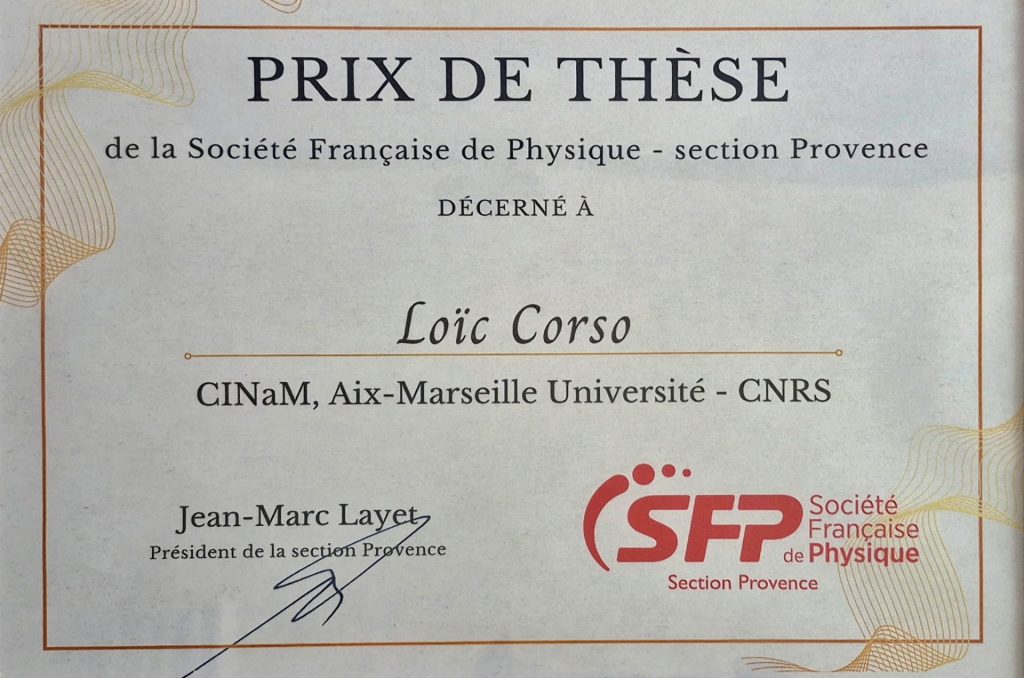 PRIX DE THÈSE
de la Société Française de Physique - section Provence
DÉCERNÉ À
Loïc Corso
CINaM, Aix-Marseille Université - CNRS
Jean-Marc Layet
Président de la section Provence
SFP
Société
Française
de Physique
Section Provence